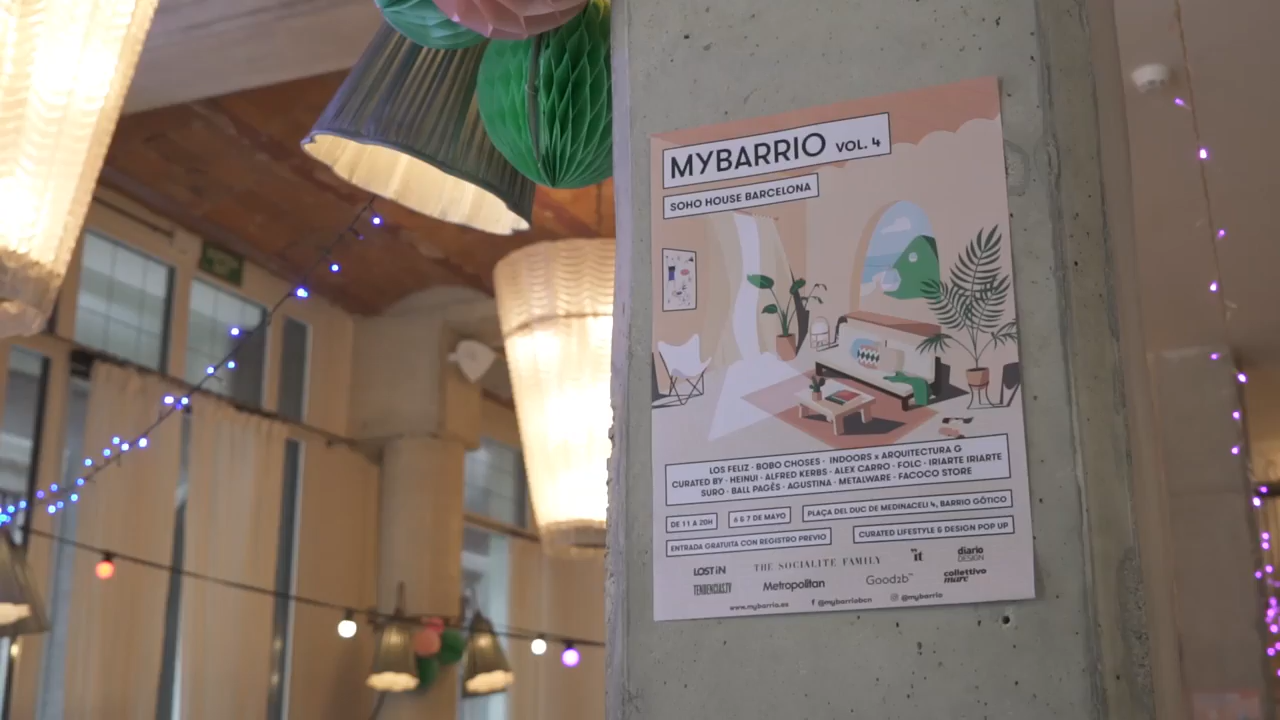 MYBARRIO VOL. 4
SOHO HOUSE BARCELONA
LOS FELIZ · BOBO CHOSES · INDOORS x ARQUITECTURA G
CURATED BY · HEINUI · ALFRED KERBS · ALEX CARRO · FOLC · IRIARTE IRIARTE
SURO · BALL PAGÈS · AGUSTINA · METALWARE · FACOCO STORE
DE 11 A 20H
6 & 7 DE MAYO
PLAÇA DEL DUC DE MEDINACELI 4, BARRIO GÒTICO
ENTRADA GRATUITA CON REGISTRO PREVIO
CURATED LIFESTYLE & DESIGN POP UP
LOST iN
THE SOCIALITE FAMILY
it
diario DESIGN
TENDENCIAS.TV
Metropolitan
Good2b
collettivo marc
www.mybarrio.es
@mybarriobcn
@mybarrio